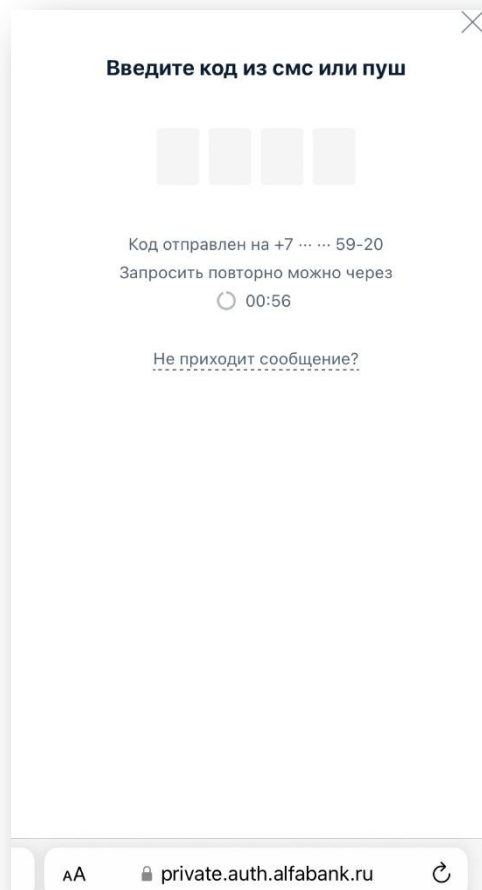 Введите код из смс или пуш
Код отправлен на +7 ··· ··· 59-20
Запросить повторно можно через
00:56
Не приходит сообщение?
AA private.auth.alfabank.ru